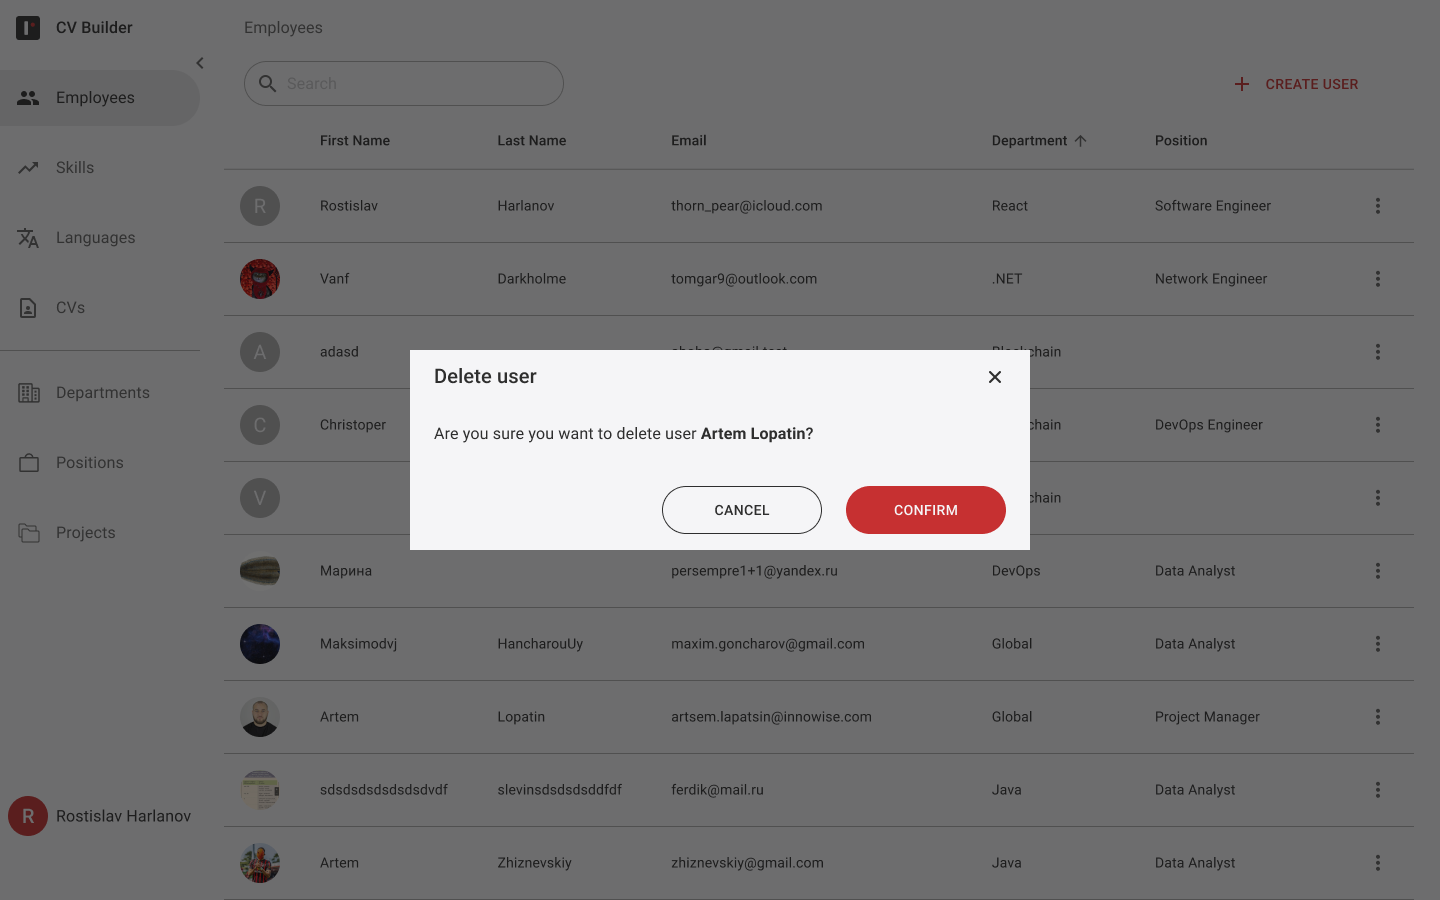 CV Builder
Employees
Employees
Skills
Languages
CVs
Departments
Positions
Projects
R Rostislav Harlanov
Search
CREATE USER
First Name Last Name Email Department Position
R Rostislav Harlanov thorn_pear@icloud.com React Software Engineer
Vanf Darkholme tomgar9@outlook.com .NET Network Engineer
A adasd
C Christoper DevOps Engineer
V
Марина persempre1+1@yandex.ru DevOps Data Analyst
Maksimodvj HancharouUy maxim.goncharov@gmail.com Global Data Analyst
Artem Lopatin artsem.lapatsin@innowise.com Global Project Manager
sdsdsdsdsdsdsdvdf slevinsdsdsdsddfdf ferdik@mail.ru Java Data Analyst
Artem Zhiznevskiy zhiznevskiy@gmail.com Java Data Analyst
Delete user
Are you sure you want to delete user Artem Lopatin?
CANCEL CONFIRM